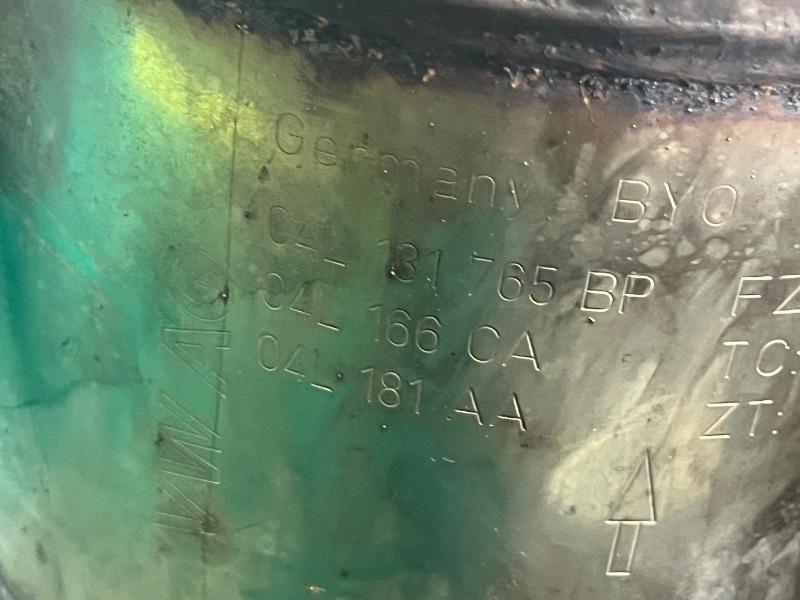 Germany BYO
04L 131 765 BP FZ
04L 166 CA TC:
04L 181 AA ZT:
VW AG